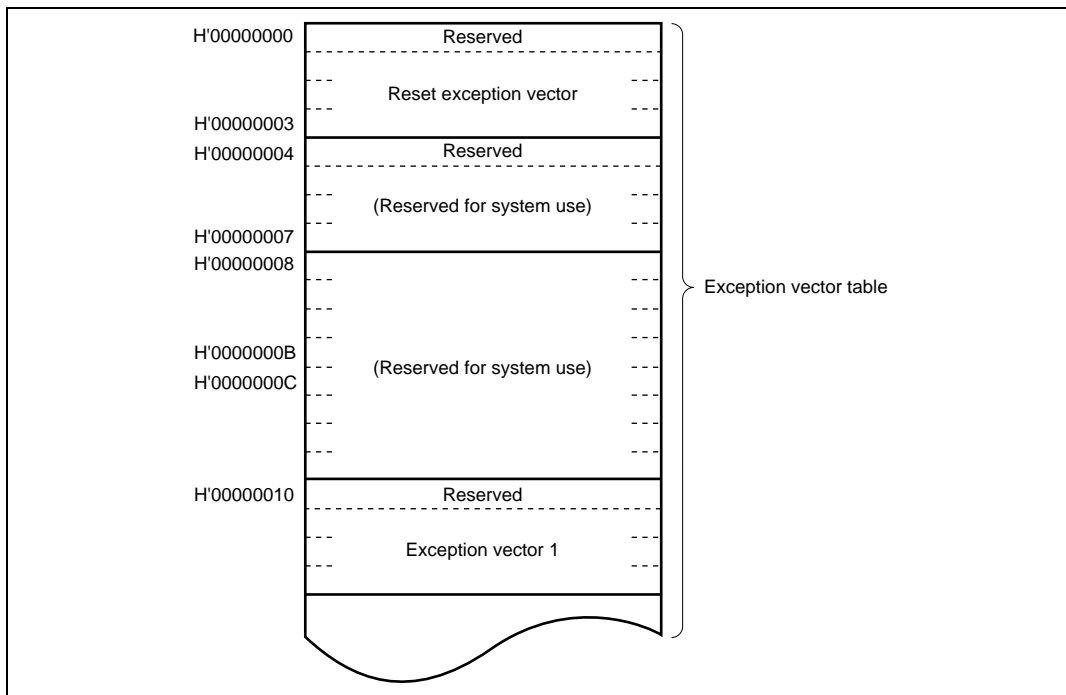 H'00000000
Reserved
Reset exception vector
H'00000003
H'00000004
Reserved
(Reserved for system use)
H'00000007
H'00000008
Exception vector table
H'0000000B
(Reserved for system use)
H'0000000C
H'00000010
Reserved
Exception vector 1